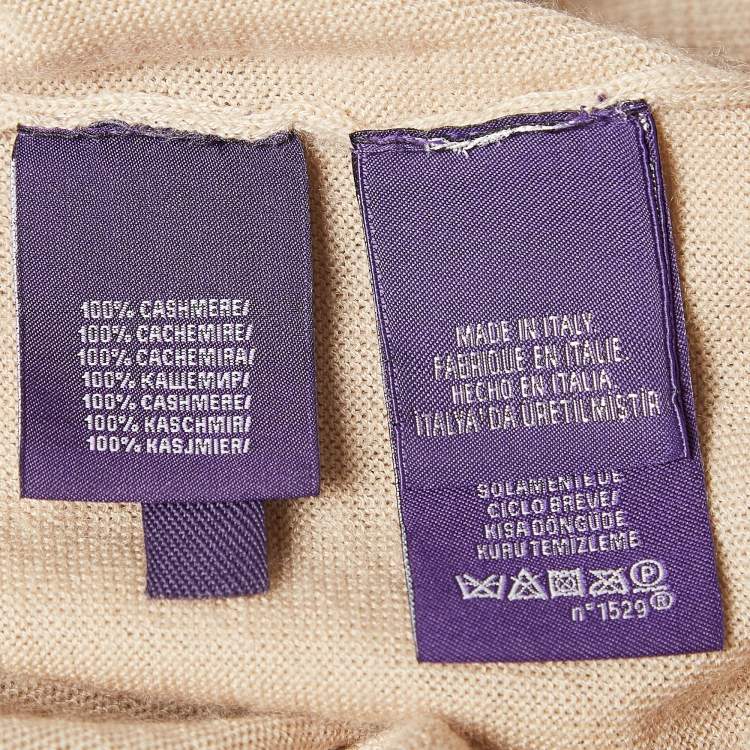 100% CASHMERE/
100% CACHEMIRE/
100% CACHEMIRA/
100% КАШЕМИР/
100% CASHMERE/
100% KASCHMIR/
100% KASJMIER/
MADE IN ITALY
FABRIQUE EN ITALIE
HECHO EN ITALIA
İTALYA'DA ÜRETILMIŞTIR
SOLAMENTE DE
CICLO BREVE/
KISA DÖNGÜDE
KURU TEMIZLEME
P
n°1529®